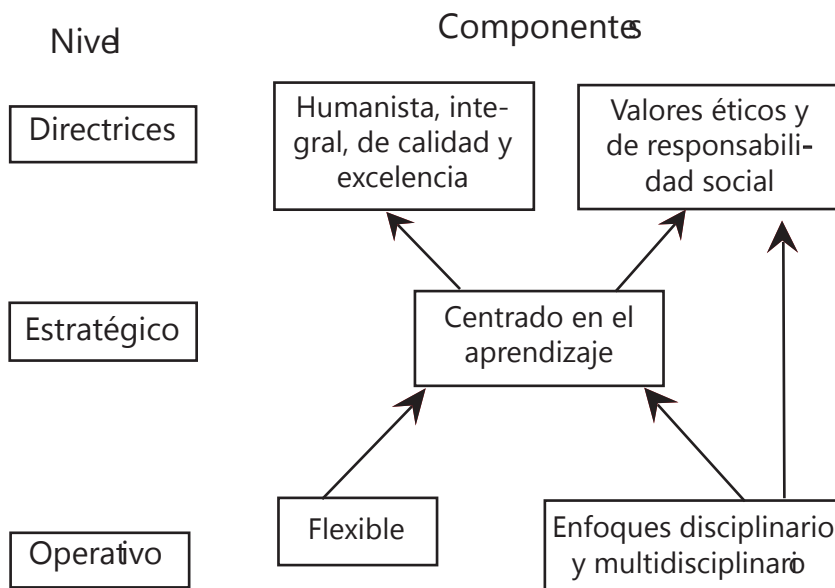 Nivel
Componentes
Directrices
Humanista, inte-
gral, de calidad y
excelencia
Valores éticos y
de responsabili-
dad social
Estratégico
Centrado en el
aprendizaje
Operativo
Flexible
Enfoques disciplinario
y multidisciplinario